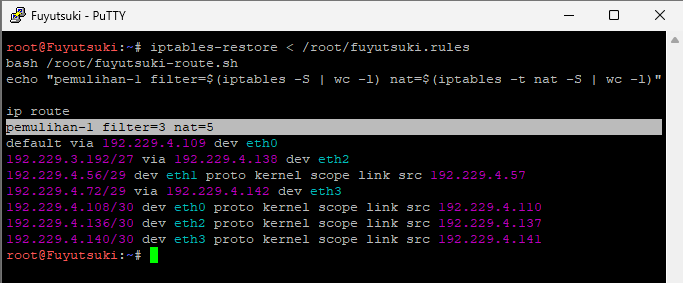 Fuyutsuki - PuTTY
root@Fuyutsuki:~# iptables-restore < /root/fuyutsuki.rules
bash /root/fuyutsuki-route.sh
echo "pemulihan-1 filter=$(iptables -S | wc -l) nat=$(iptables -t nat -S | wc -l)"
ip route
pemulihan-1 filter=3 nat=5
default via 192.229.4.109 dev eth0
192.229.3.192/27 via 192.229.4.138 dev eth2
192.229.4.56/29 dev eth1 proto kernel scope link src 192.229.4.57
192.229.4.72/29 via 192.229.4.142 dev eth3
192.229.4.108/30 dev eth0 proto kernel scope link src 192.229.4.110
192.229.4.136/30 dev eth2 proto kernel scope link src 192.229.4.137
192.229.4.140/30 dev eth3 proto kernel scope link src 192.229.4.141
root@Fuyutsuki:~#